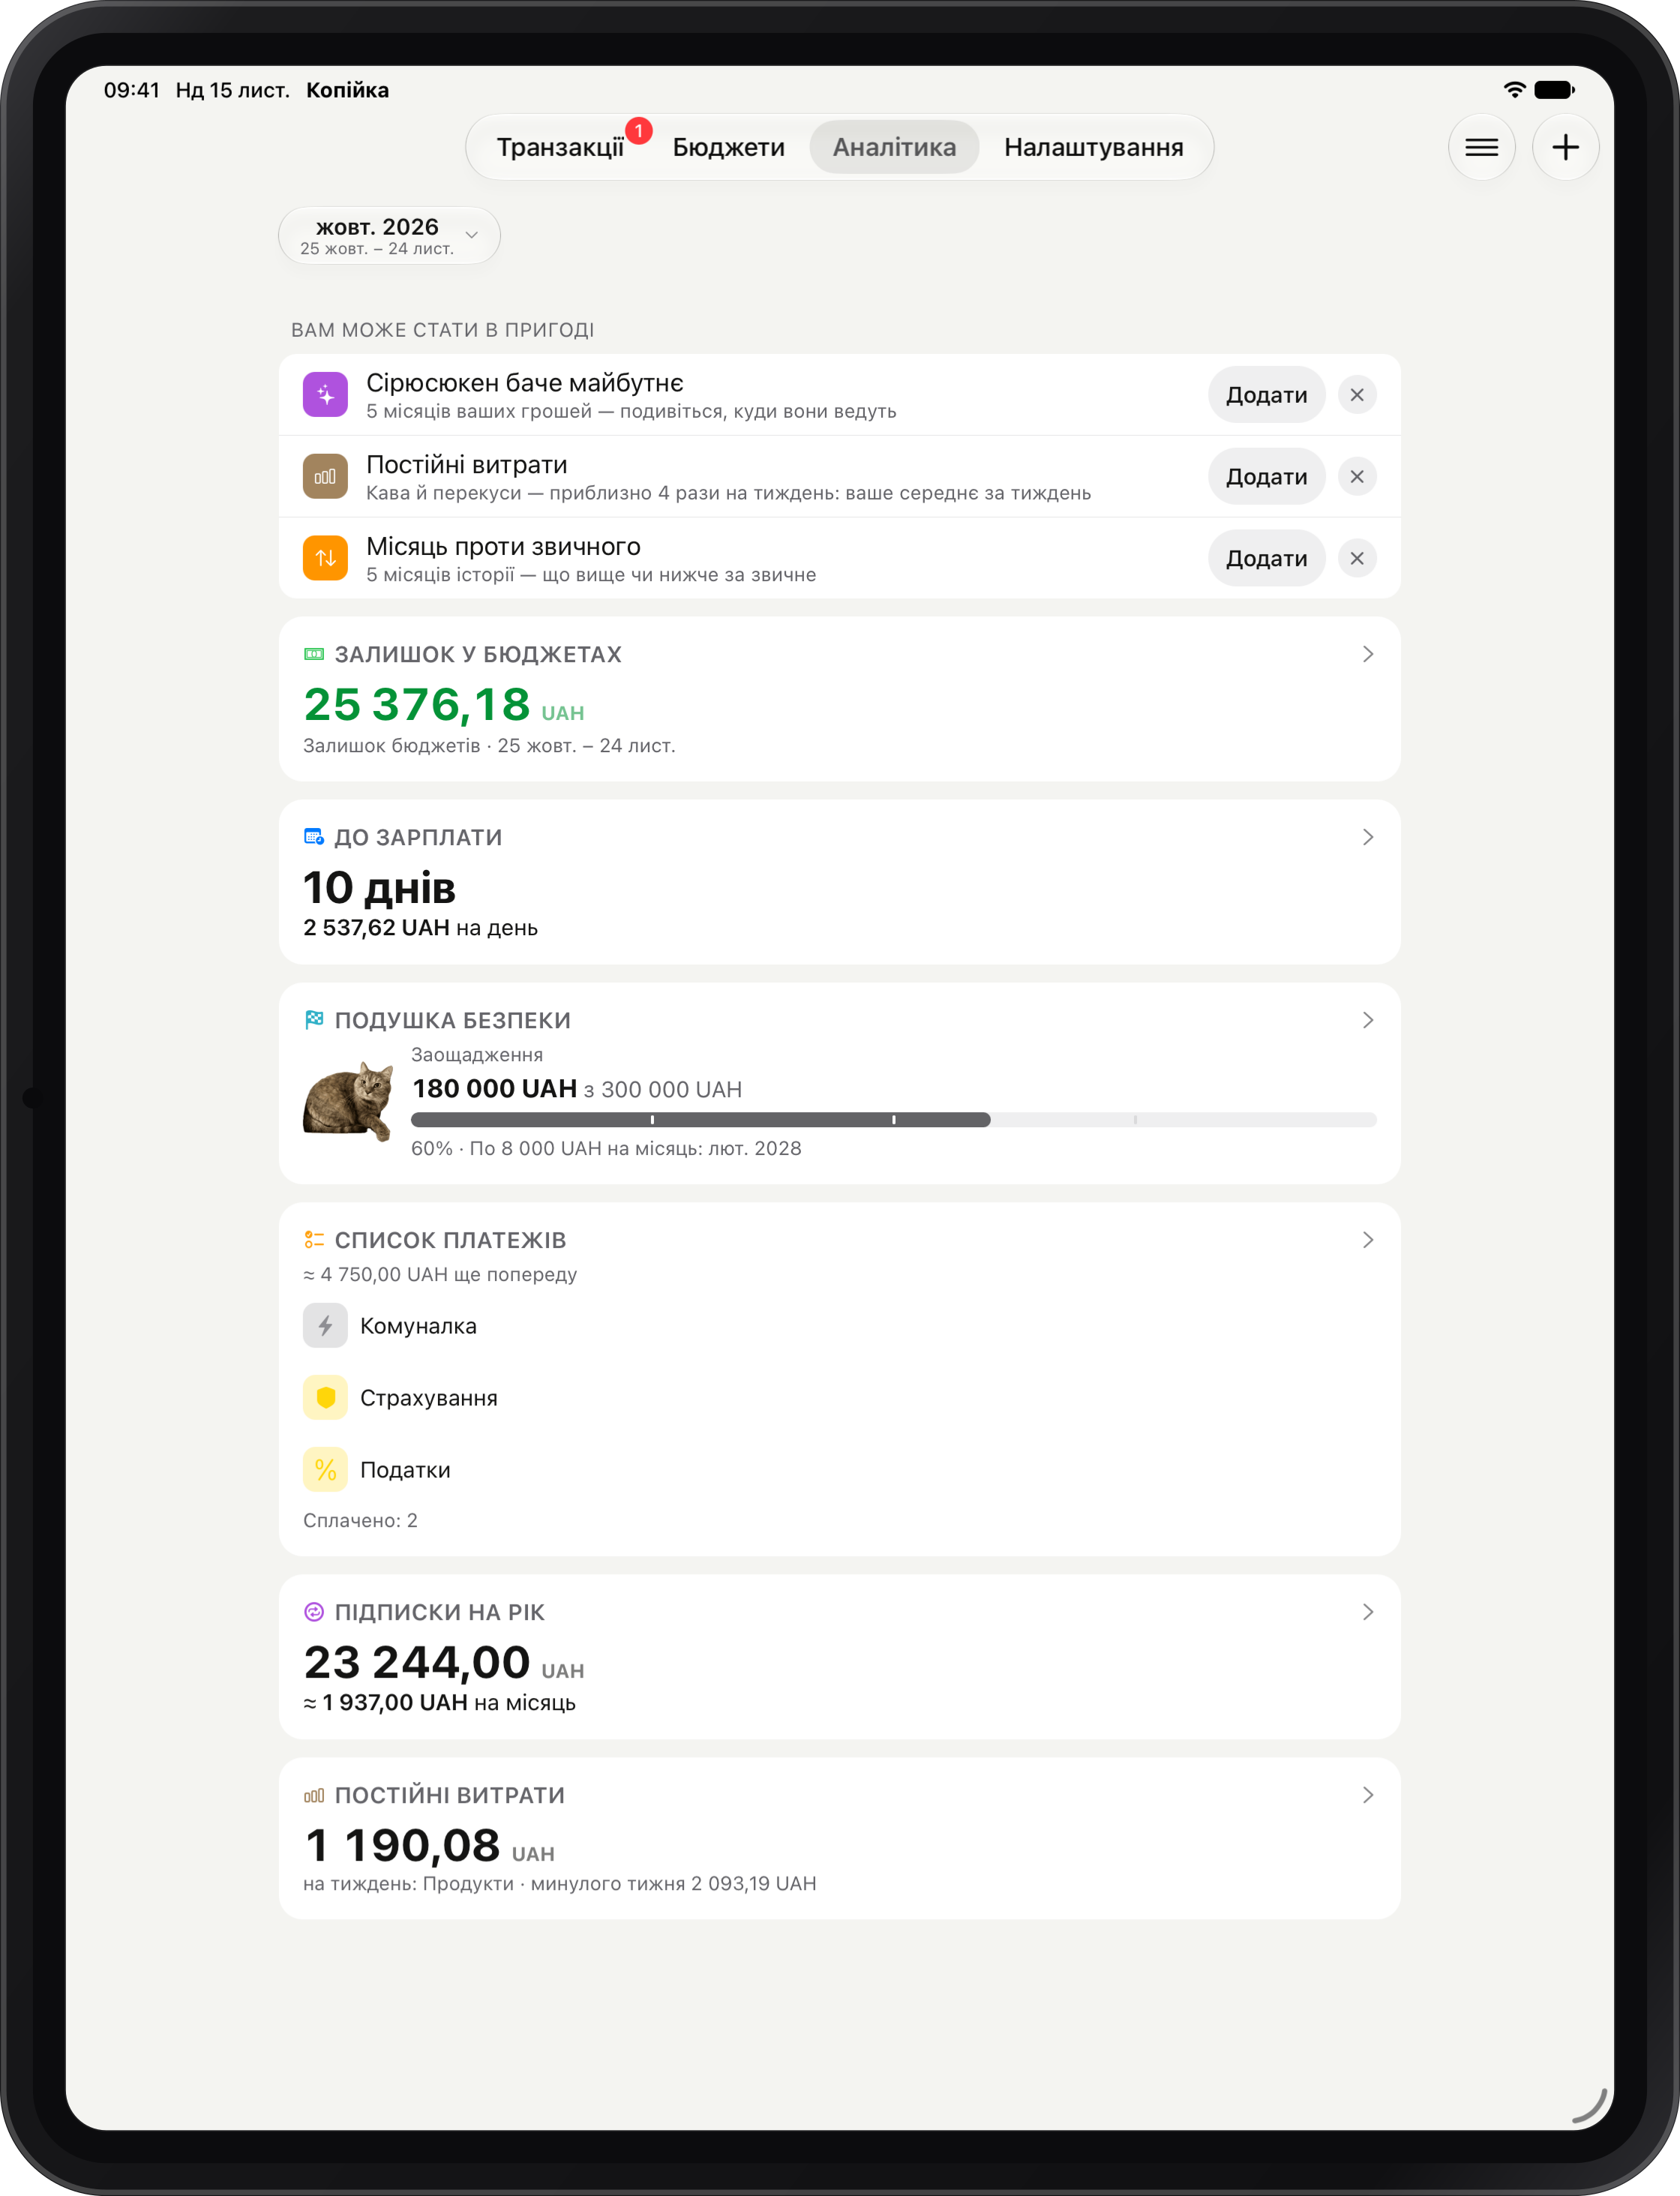 09:41 Нд 15 лист. Копійка
Транзакції 1 Бюджети Аналітика Налаштування
жовт. 2026
25 жовт. – 24 лист.
ВАМ МОЖЕ СТАТИ В ПРИГОДІ
Сірюсюкен баче майбутнє
5 місяців ваших грошей — подивіться, куди вони ведуть
Додати
Постійні витрати
Кава й перекуси — приблизно 4 рази на тиждень: ваше середнє за тиждень
Додати
Місяць проти звичного
5 місяців історії — що вище чи нижче за звичне
Додати
ЗАЛИШОК У БЮДЖЕТАХ
25 376,18 UAH
Залишок бюджетів · 25 жовт. – 24 лист.
ДО ЗАРПЛАТИ
10 днів
2 537,62 UAH на день
ПОДУШКА БЕЗПЕКИ
Заощадження
180 000 UAH з 300 000 UAH
60% · По 8 000 UAH на місяць: лют. 2028
СПИСОК ПЛАТЕЖІВ
≈ 4 750,00 UAH ще попереду
Комуналка
Страхування
% Податки
Сплачено: 2
ПІДПИСКИ НА РІК
23 244,00 UAH
≈ 1 937,00 UAH на місяць
ПОСТІЙНІ ВИТРАТИ
1 190,08 UAH
на тиждень: Продукти · минулого тижня 2 093,19 UAH